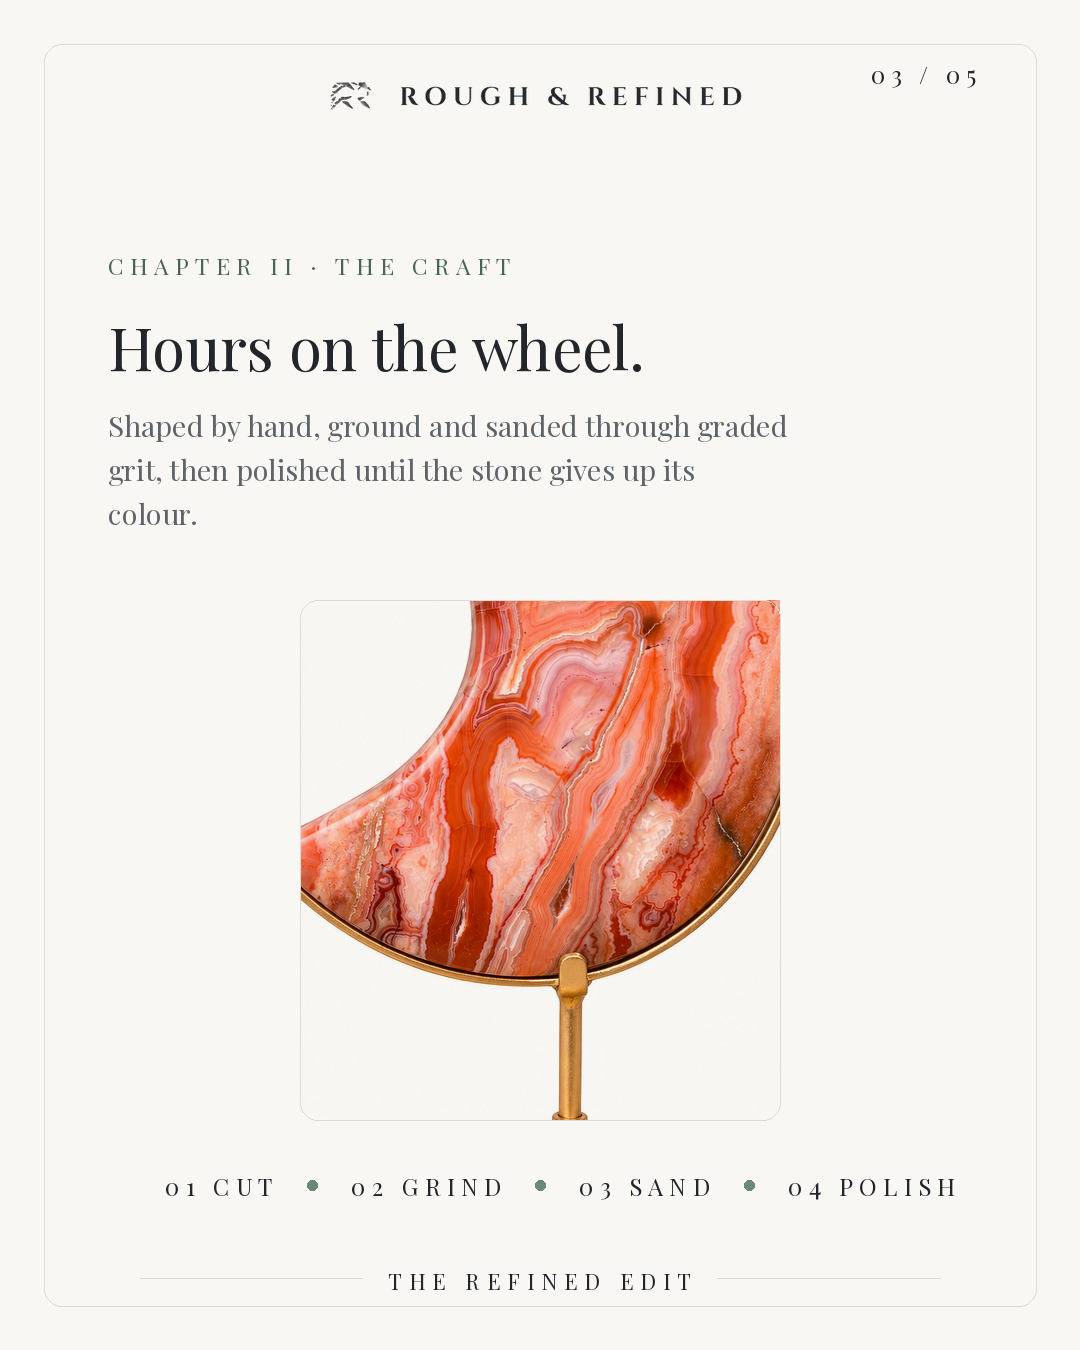 03 / 05
ROUGH & REFINED
CHAPTER II · THE CRAFT
Hours on the wheel.
Shaped by hand, ground and sanded through graded
grit, then polished until the stone gives up its
colour.
01 CUT • 02 GRIND • 03 SAND • 04 POLISH
THE REFINED EDIT